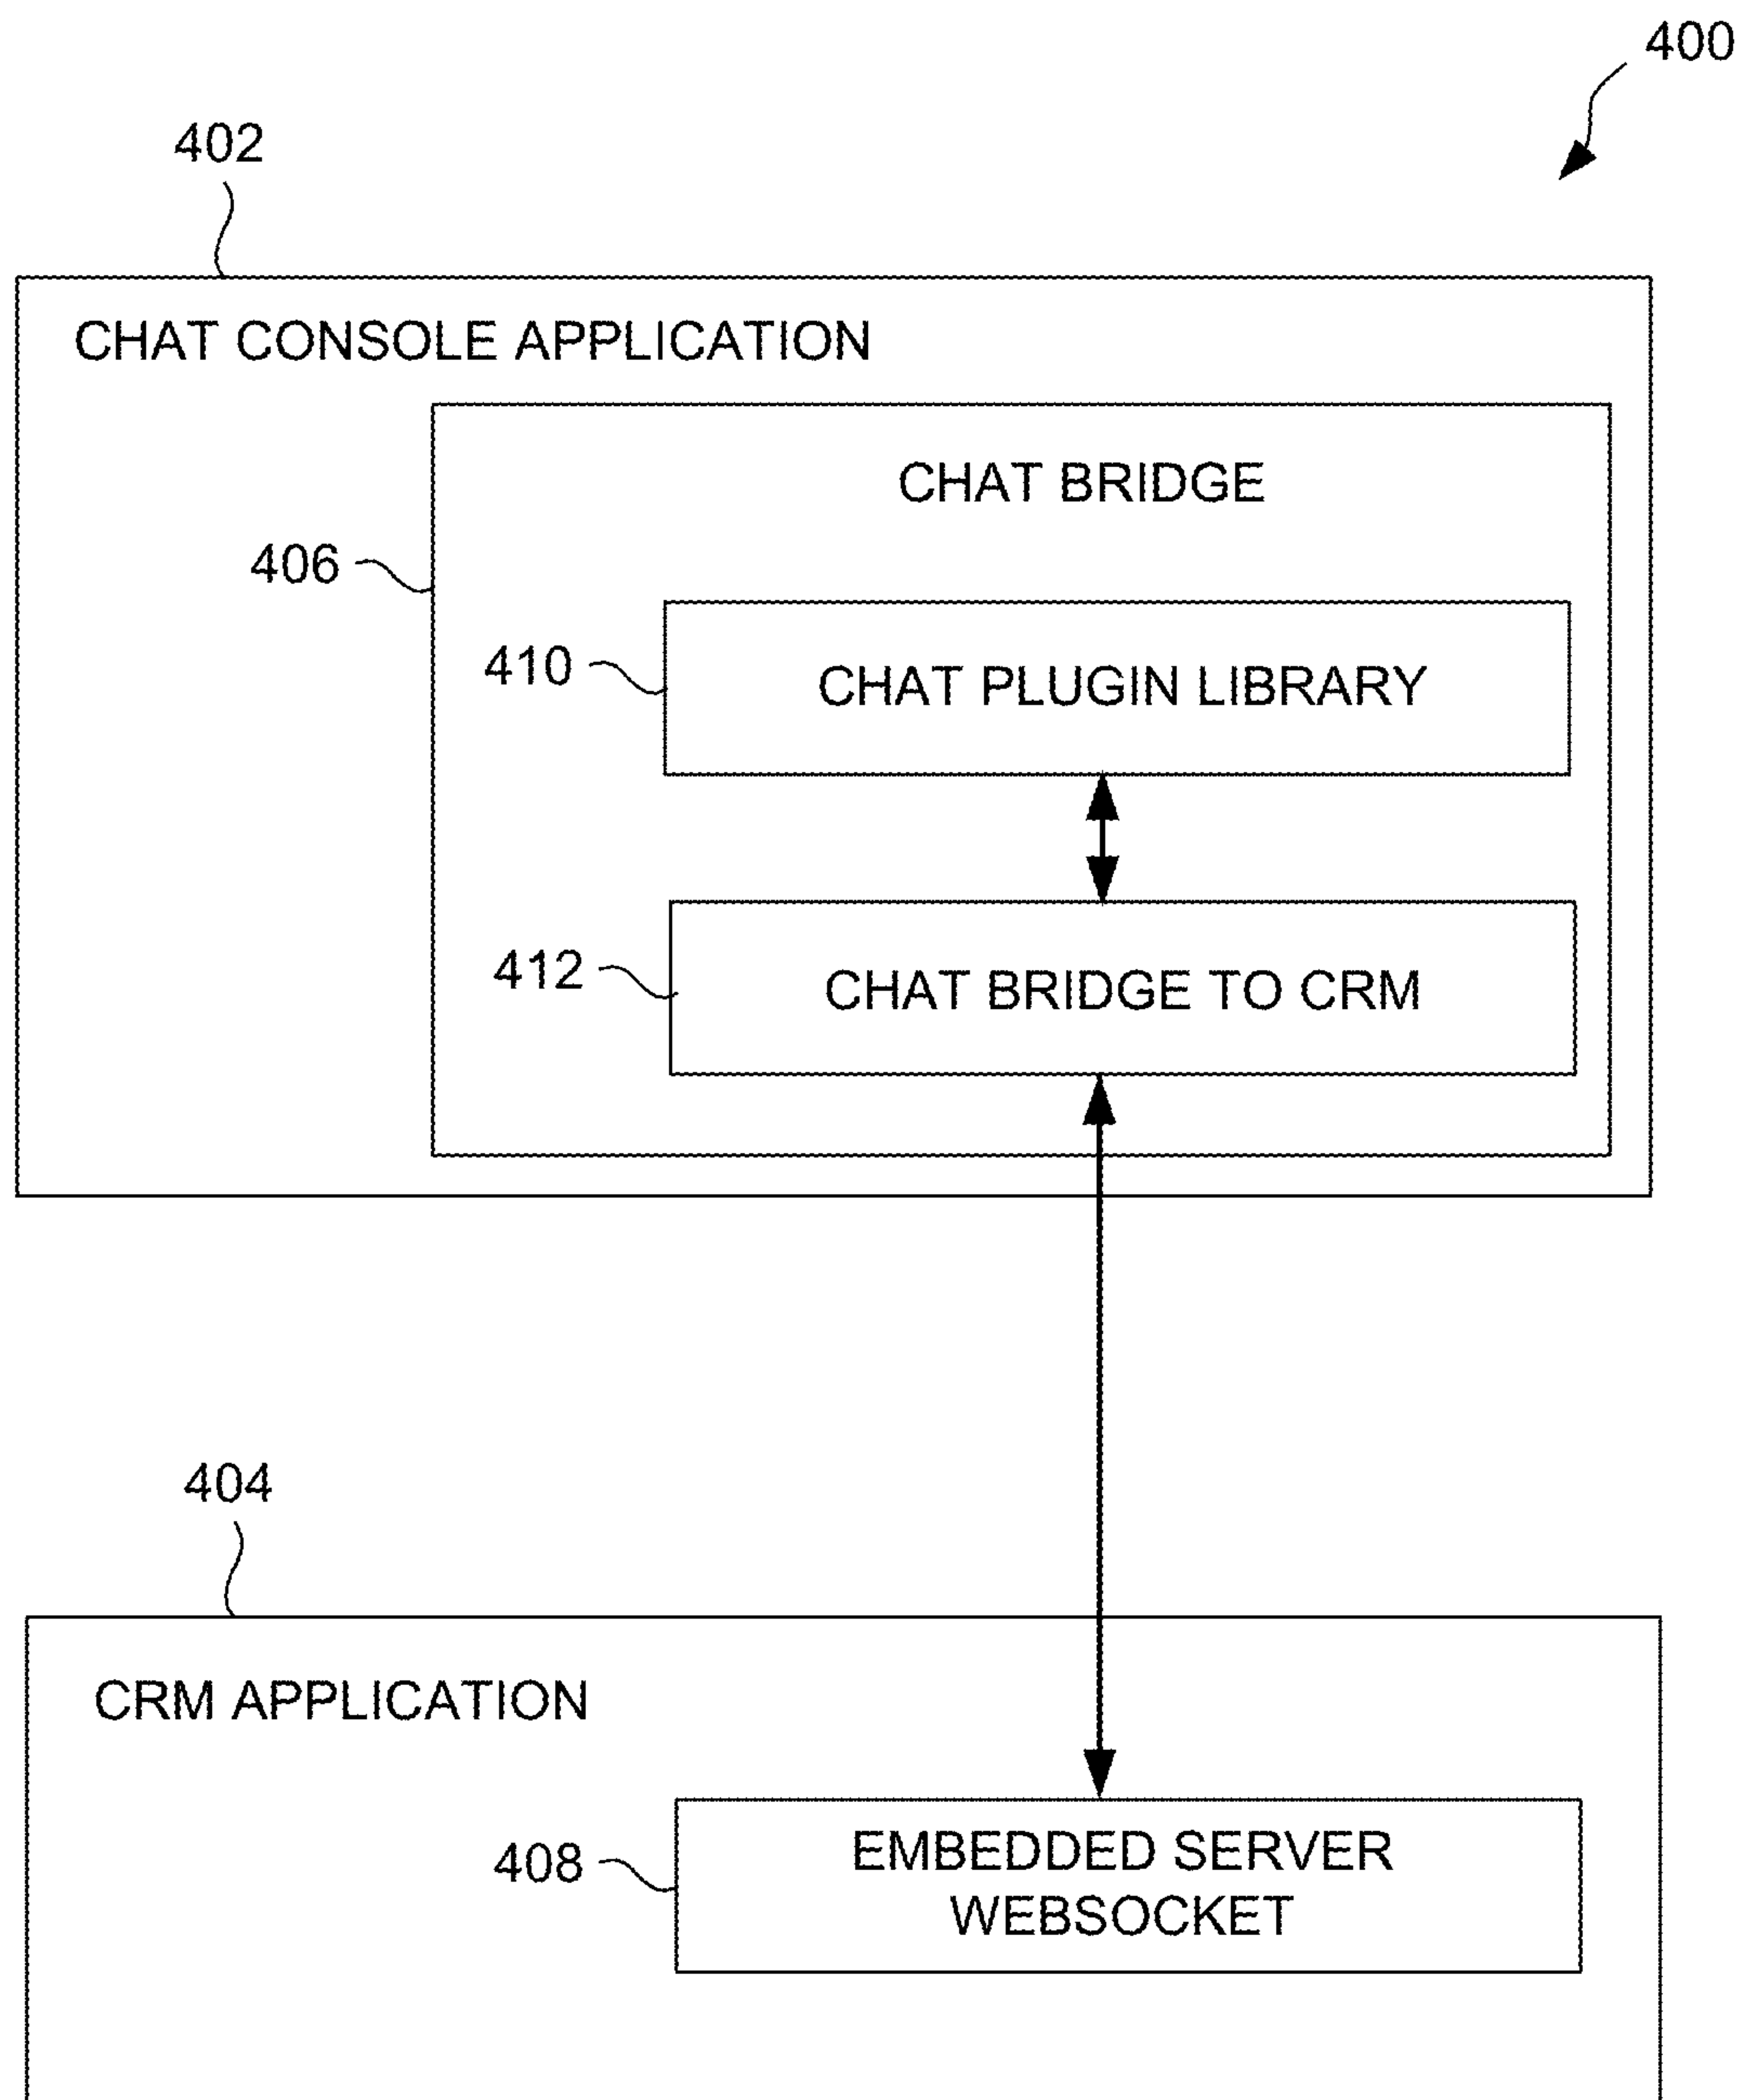 400
402
CHAT CONSOLE APPLICATION
CHAT BRIDGE
406
410
CHAT PLUGIN LIBRARY
412
CHAT BRIDGE TO CRM
404
CRM APPLICATION
408
EMBEDDED SERVER
WEBSOCKET